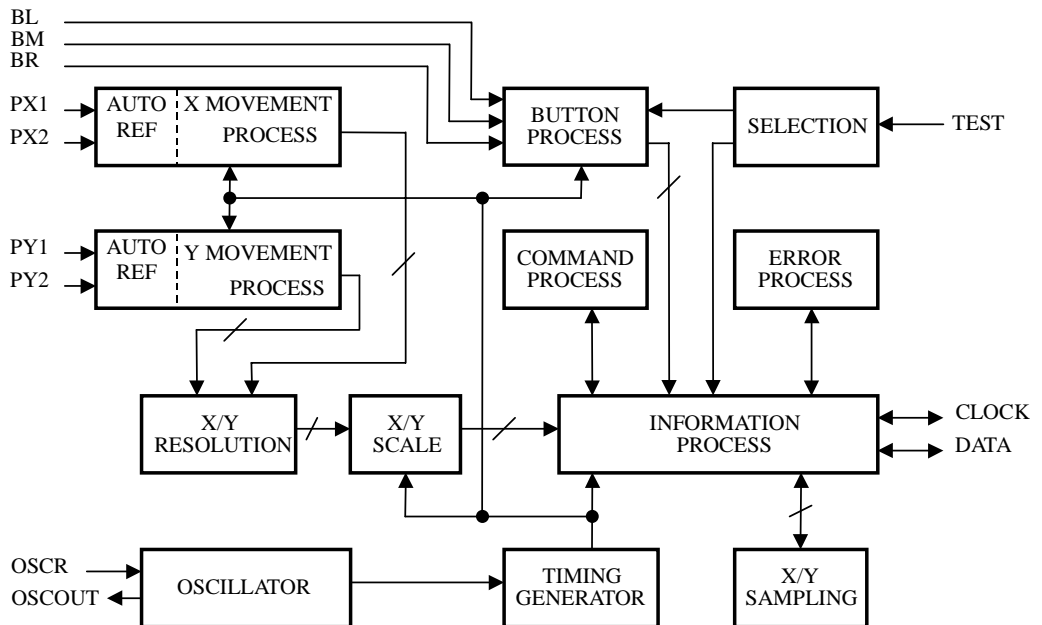 BL
BM
BR
PX1
PX2
AUTO
REF
X MOVEMENT
PROCESS
BUTTON
PROCESS
SELECTION
TEST
PY1
PY2
AUTO
REF
Y MOVEMENT
PROCESS
COMMAND
PROCESS
ERROR
PROCESS
X/Y
RESOLUTION
X/Y
SCALE
INFORMATION
PROCESS
CLOCK
DATA
OSCR
OSCOUT
OSCILLATOR
TIMING
GENERATOR
X/Y
SAMPLING